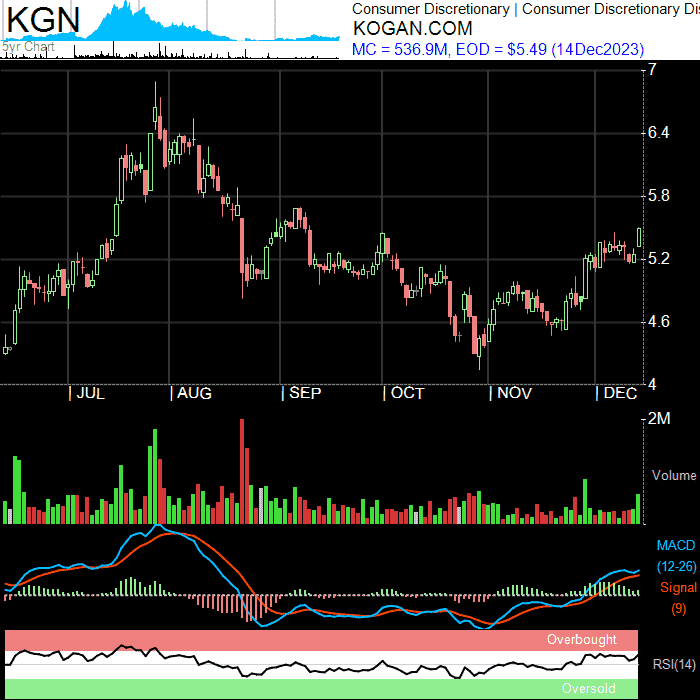 KGN
5yr Chart
Consumer Discretionary | Consumer Discretionary Dis
KOGAN.COM
MC = 536.9M, EOD = $5.49 (14Dec2023)
7
6.4
5.8
5.2
4.6
4
| JUL | AUG | SEP | OCT | NOV | DEC
2M
Volume
MACD
(12-26)
Signal
(9)
Overbought
RSI(14)
Oversold